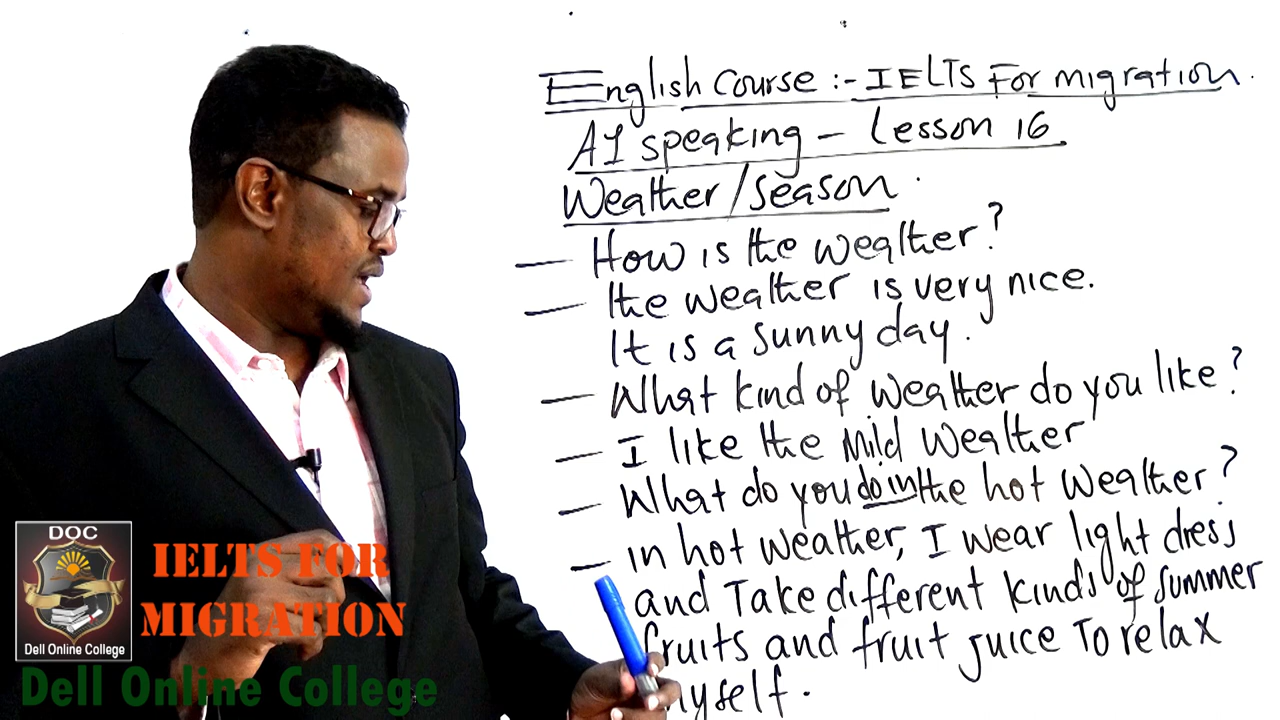 English Course :- IELTS For migration.
A1 speaking - Lesson 16
Weather/season.
— How is the weather?
— the weather is very nice.
It is a sunny day.
— What kind of weather do you like?
— I like the Mild Weather
— What do you do in the hot weather?
— in hot weather, I wear light dress
and Take different kinds of summer
fruits and fruit juice To relax
myself.
DOC
Dell Online College
IELTS FOR
MIGRATION
Dell Online College